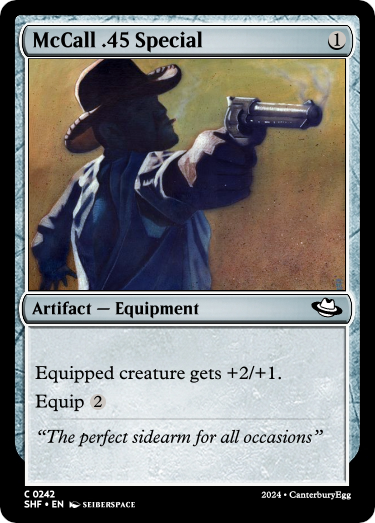 McCall .45 Special
1
Artifact — Equipment
Equipped creature gets +2/+1.
Equip 2
“The perfect sidearm for all occasions”
C 0242
2024 • CanterburyEgg
SHF • EN SEIBERSPACE